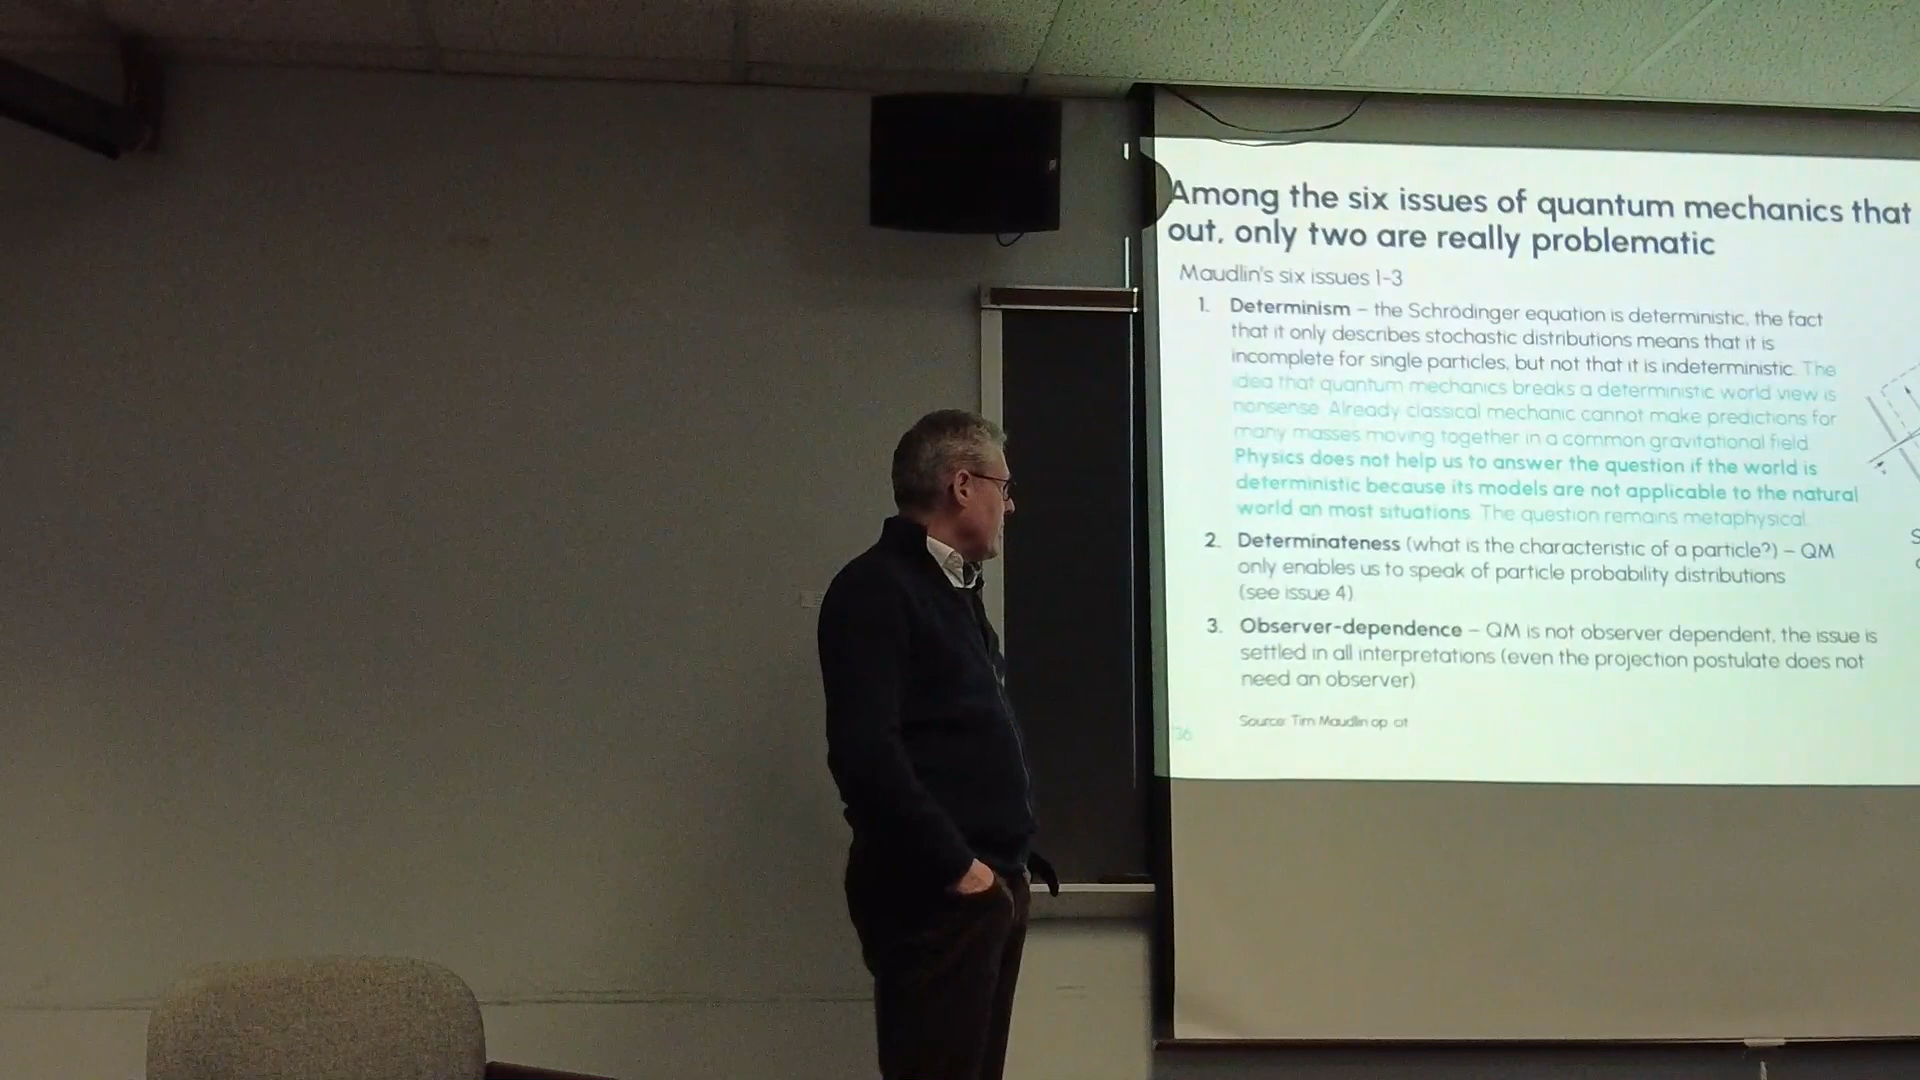 Among the six issues of quantum mechanics that
out, only two are really problematic
Maudlin's six issues 1-3
1. Determinism – the Schrödinger equation is deterministic, the fact
that it only describes stochastic distributions means that it is
incomplete for single particles, but not that it is indeterministic. The
idea that quantum mechanics breaks a deterministic world view is
nonsense. Already classical mechanic cannot make predictions for
many masses moving together in a common gravitational field.
Physics does not help us to answer the question if the world is
deterministic because its models are not applicable to the natural
world an most situations. The question remains metaphysical.
2. Determinateness (what is the characteristic of a particle?) – QM
only enables us to speak of particle probability distributions
(see issue 4)
3. Observer-dependence – QM is not observer dependent, the issue is
settled in all interpretations (even the projection postulate does not
need an observer)
Source: Tim Maudlin op. cit
36